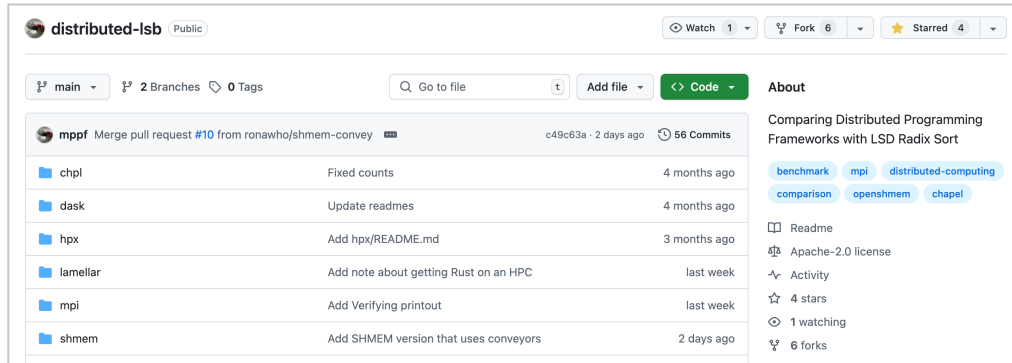 distributed-lsb Public
Watch 1 Fork 6 Starred 4
main 2 Branches 0 Tags Go to file t Add file <> Code
mppf Merge pull request #10 from ronawho/shmem-convey c49c63a · 2 days ago 56 Commits
chpl Fixed counts 4 months ago
dask Update readmes 4 months ago
hpx Add hpx/README.md 3 months ago
lamellar Add note about getting Rust on an HPC last week
mpi Add Verifying printout last week
shmem Add SHMEM version that uses conveyors 2 days ago
About
Comparing Distributed Programming
Frameworks with LSD Radix Sort
benchmark mpi distributed-computing
comparison openshmem chapel
Readme
Apache-2.0 license
Activity
4 stars
1 watching
6 forks